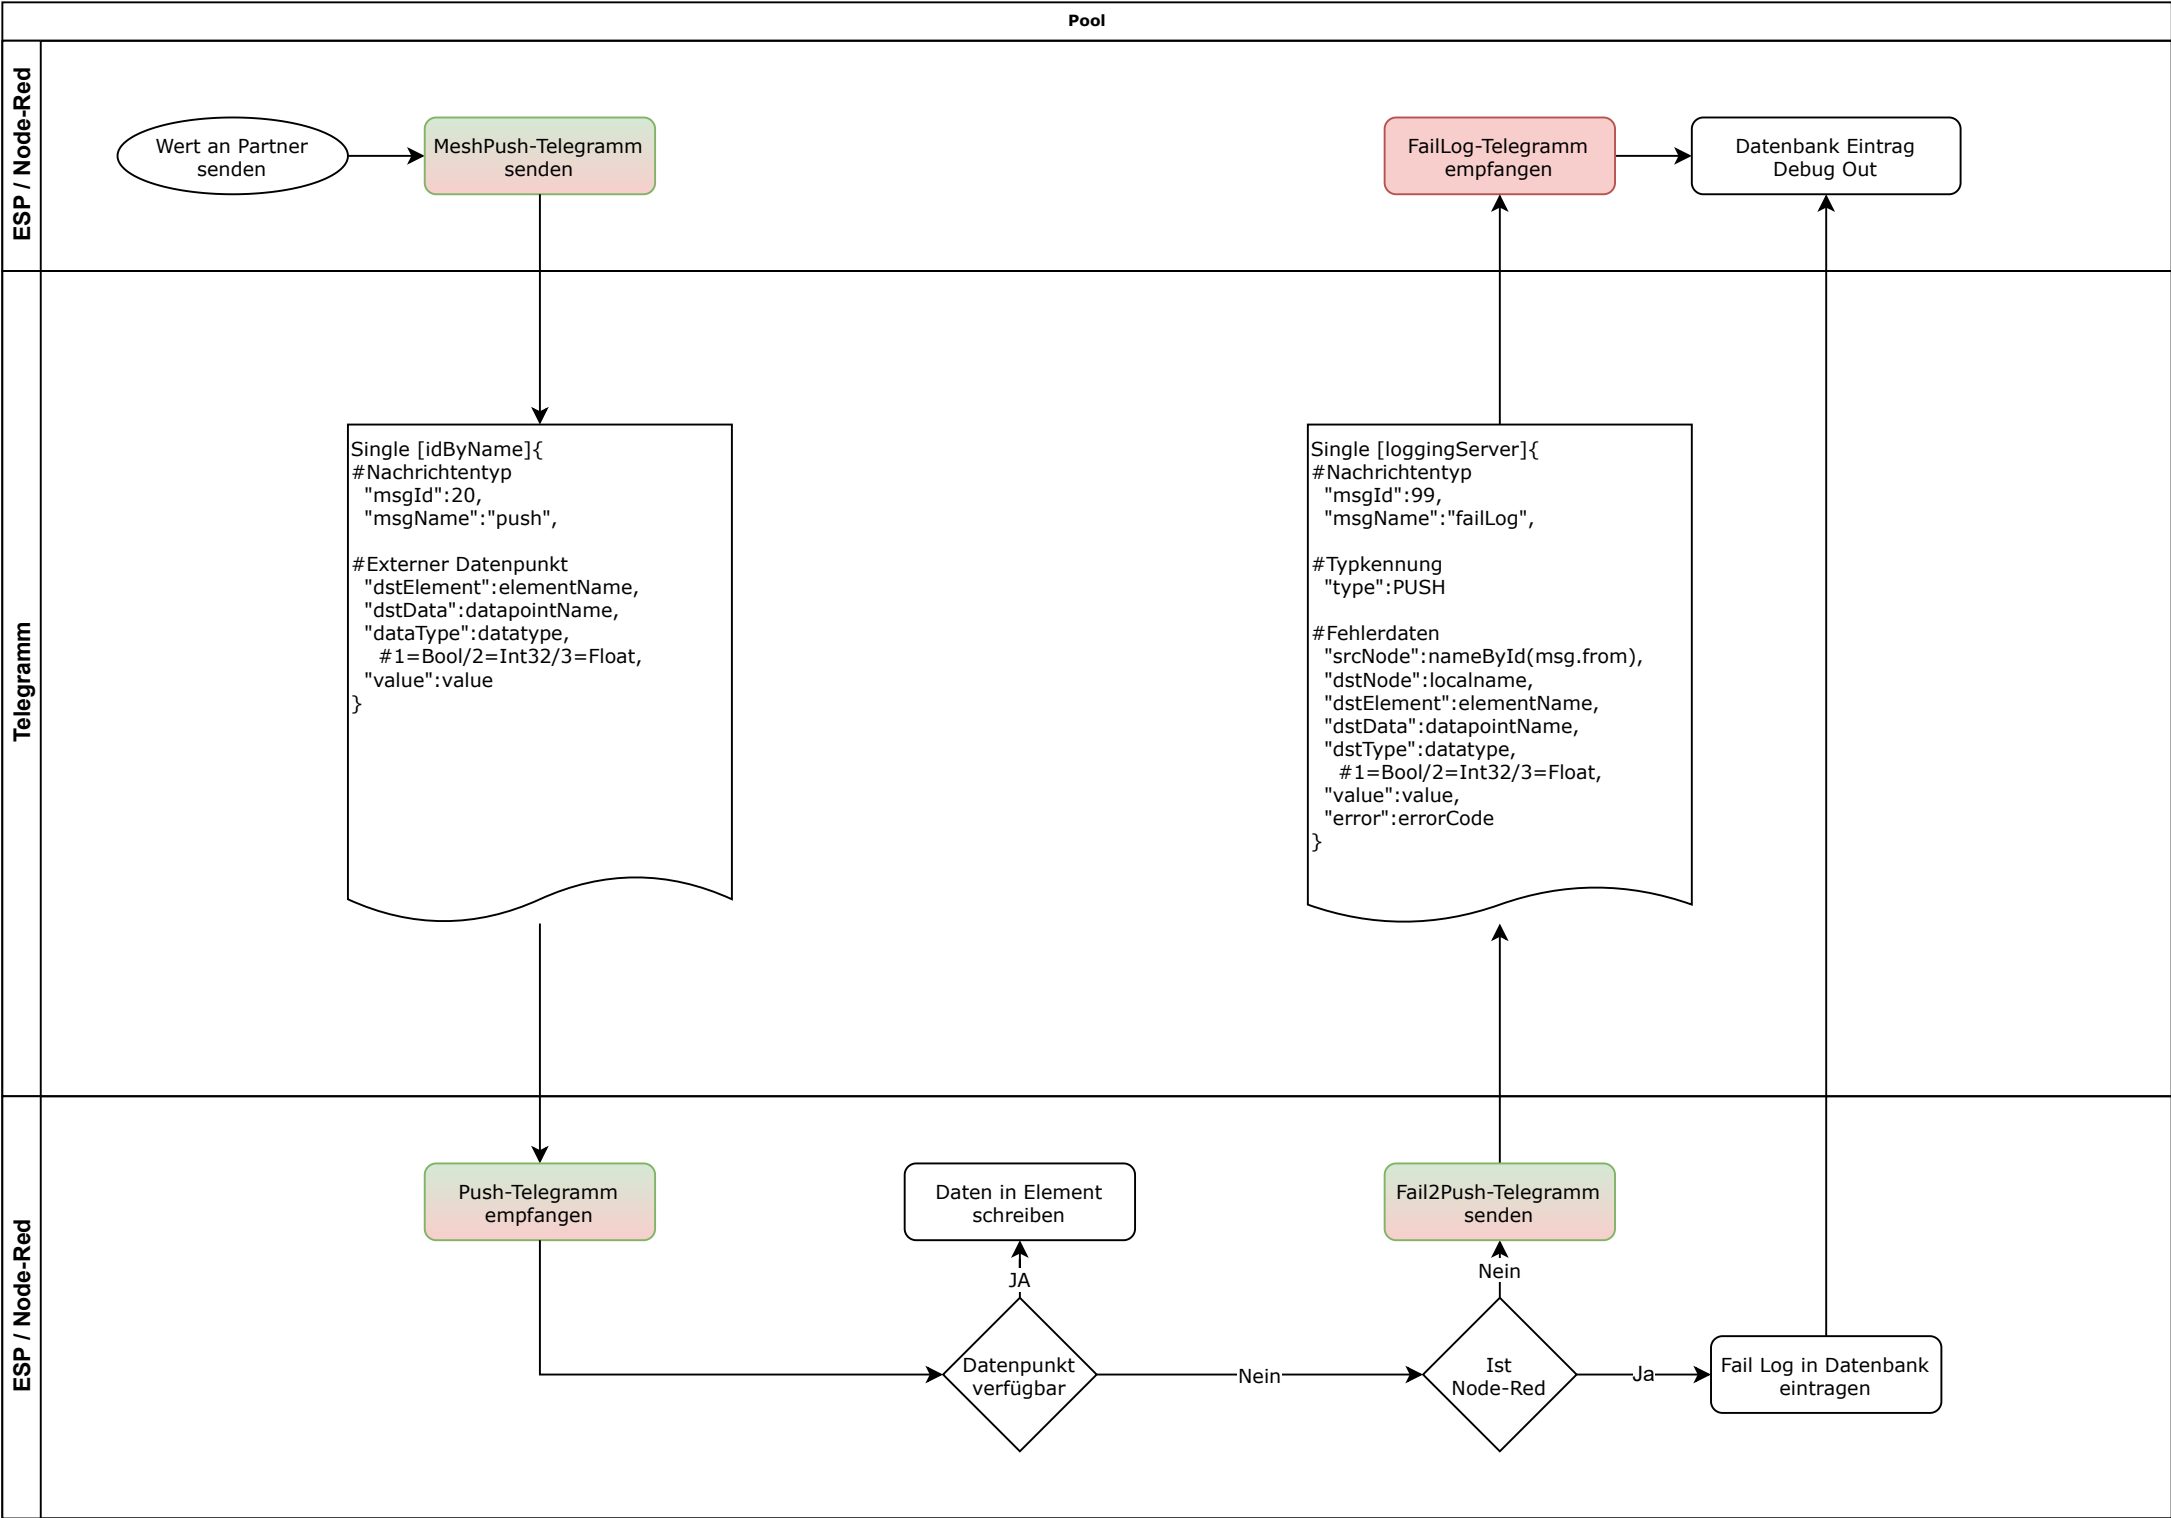 Pool
ESP / Node-Red
Wert an Partner
senden
MeshPush-Telegramm
senden
FailLog-Telegramm
empfangen
Datenbank Eintrag
Debug Out
Telegramm
Single [idByName]{
#Nachrichtentyp
"msgId":20,
"msgName":"push",
#Externer Datenpunkt
"dstElement":elementName,
"dstData":datapointName,
"dataType":datatype,
#1=Bool/2=Int32/3=Float,
"value":value
}
Single [loggingServer]{
#Nachrichtentyp
"msgId":99,
"msgName":"failLog",
#Typkennung
"type":PUSH
#Fehlerdaten
"srcNode":nameById(msg.from),
"dstNode":localname,
"dstElement":elementName,
"dstData":datapointName,
"dstType":datatype,
#1=Bool/2=Int32/3=Float,
"value":value,
"error":errorCode
}
ESP / Node-Red
Push-Telegramm
empfangen
Daten in Element
schreiben
Fail2Push-Telegramm
senden
JA
Nein
Datenpunkt
verfügbar
Nein
Ist
Node-Red
Ja
Fail Log in Datenbank
eintragen